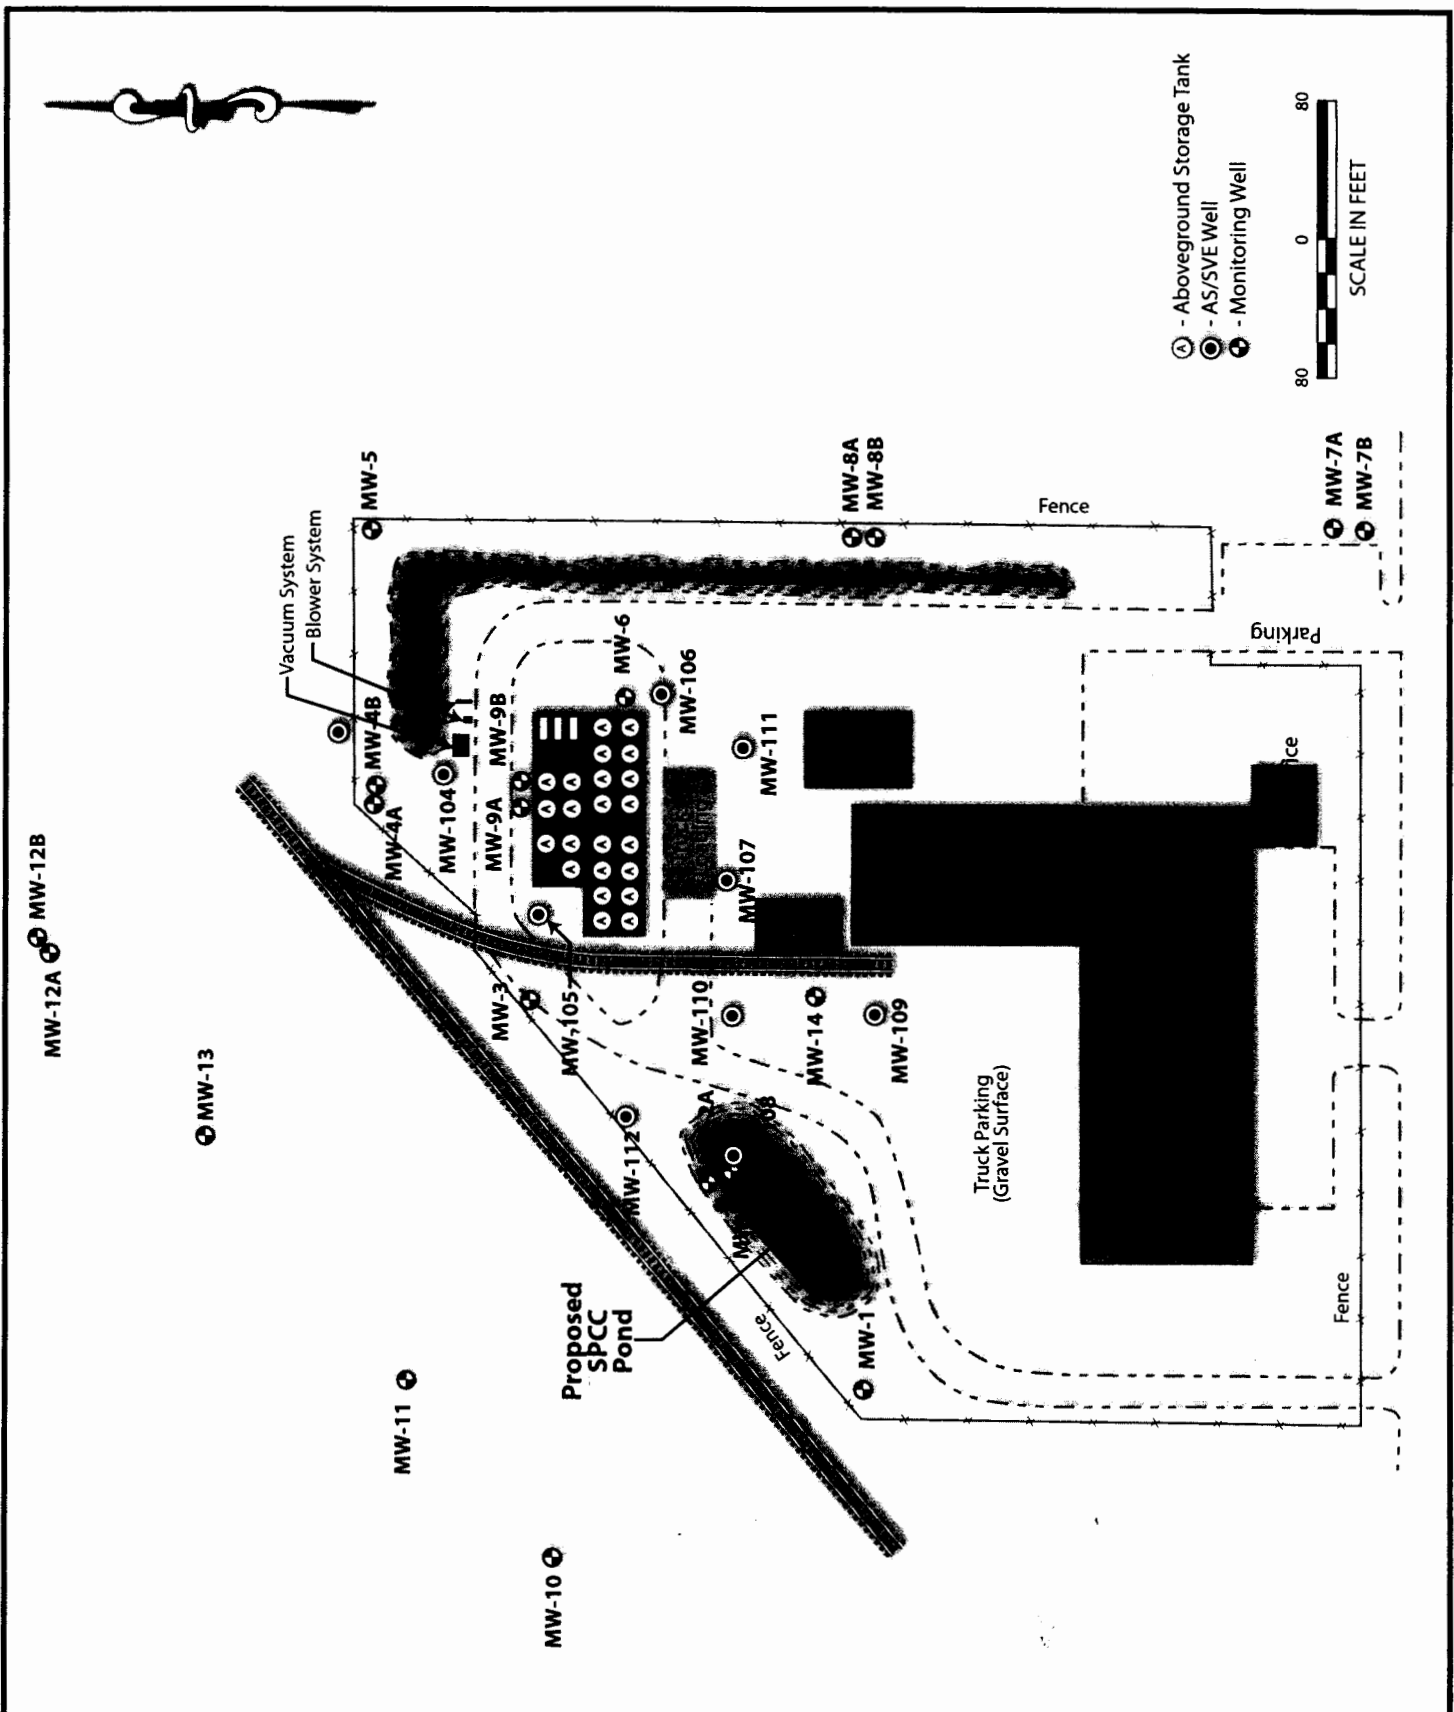 MW-5
Vacuum System
Blower System
MW-4B
MW-4A
MW-104
MW-9B
MW-9A
MW-6
MW-106
MW-111
MW-107
MW-8A
MW-8B
Fence
MW-7A
MW-7B
Parking
MW-12B
MW-12A
MW-13
MW-3
MW-105
MW-110
MW-14
MW-109
MW-112
Truck Parking
(Gravel Surface)
Proposed
SPCC
Pond
Fence
MW-1
Fence
MW-11
MW-10
A - Aboveground Storage Tank
- AS/SVE Well
- Monitoring Well
80 0 80
SCALE IN FEET